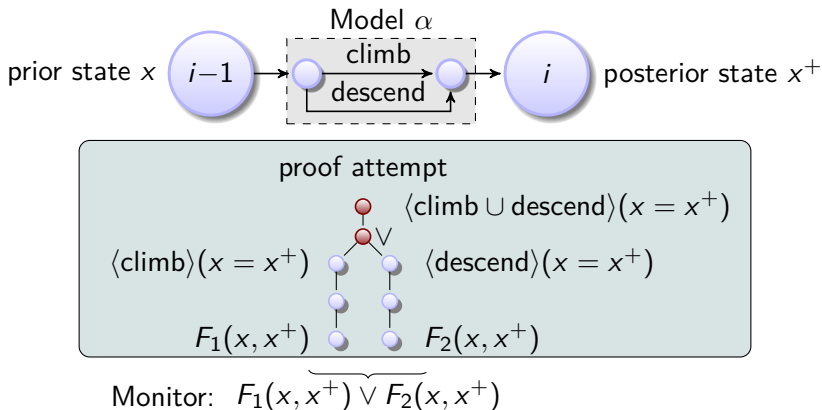 Model α
prior state x
i−1
climb
descend
i
posterior state x⁺
proof attempt
⟨climb ∪ descend⟩(x = x⁺)
∨
⟨climb⟩(x = x⁺)
⟨descend⟩(x = x⁺)
F₁(x, x⁺)
F₂(x, x⁺)
Monitor: F₁(x, x⁺) ∨ F₂(x, x⁺)